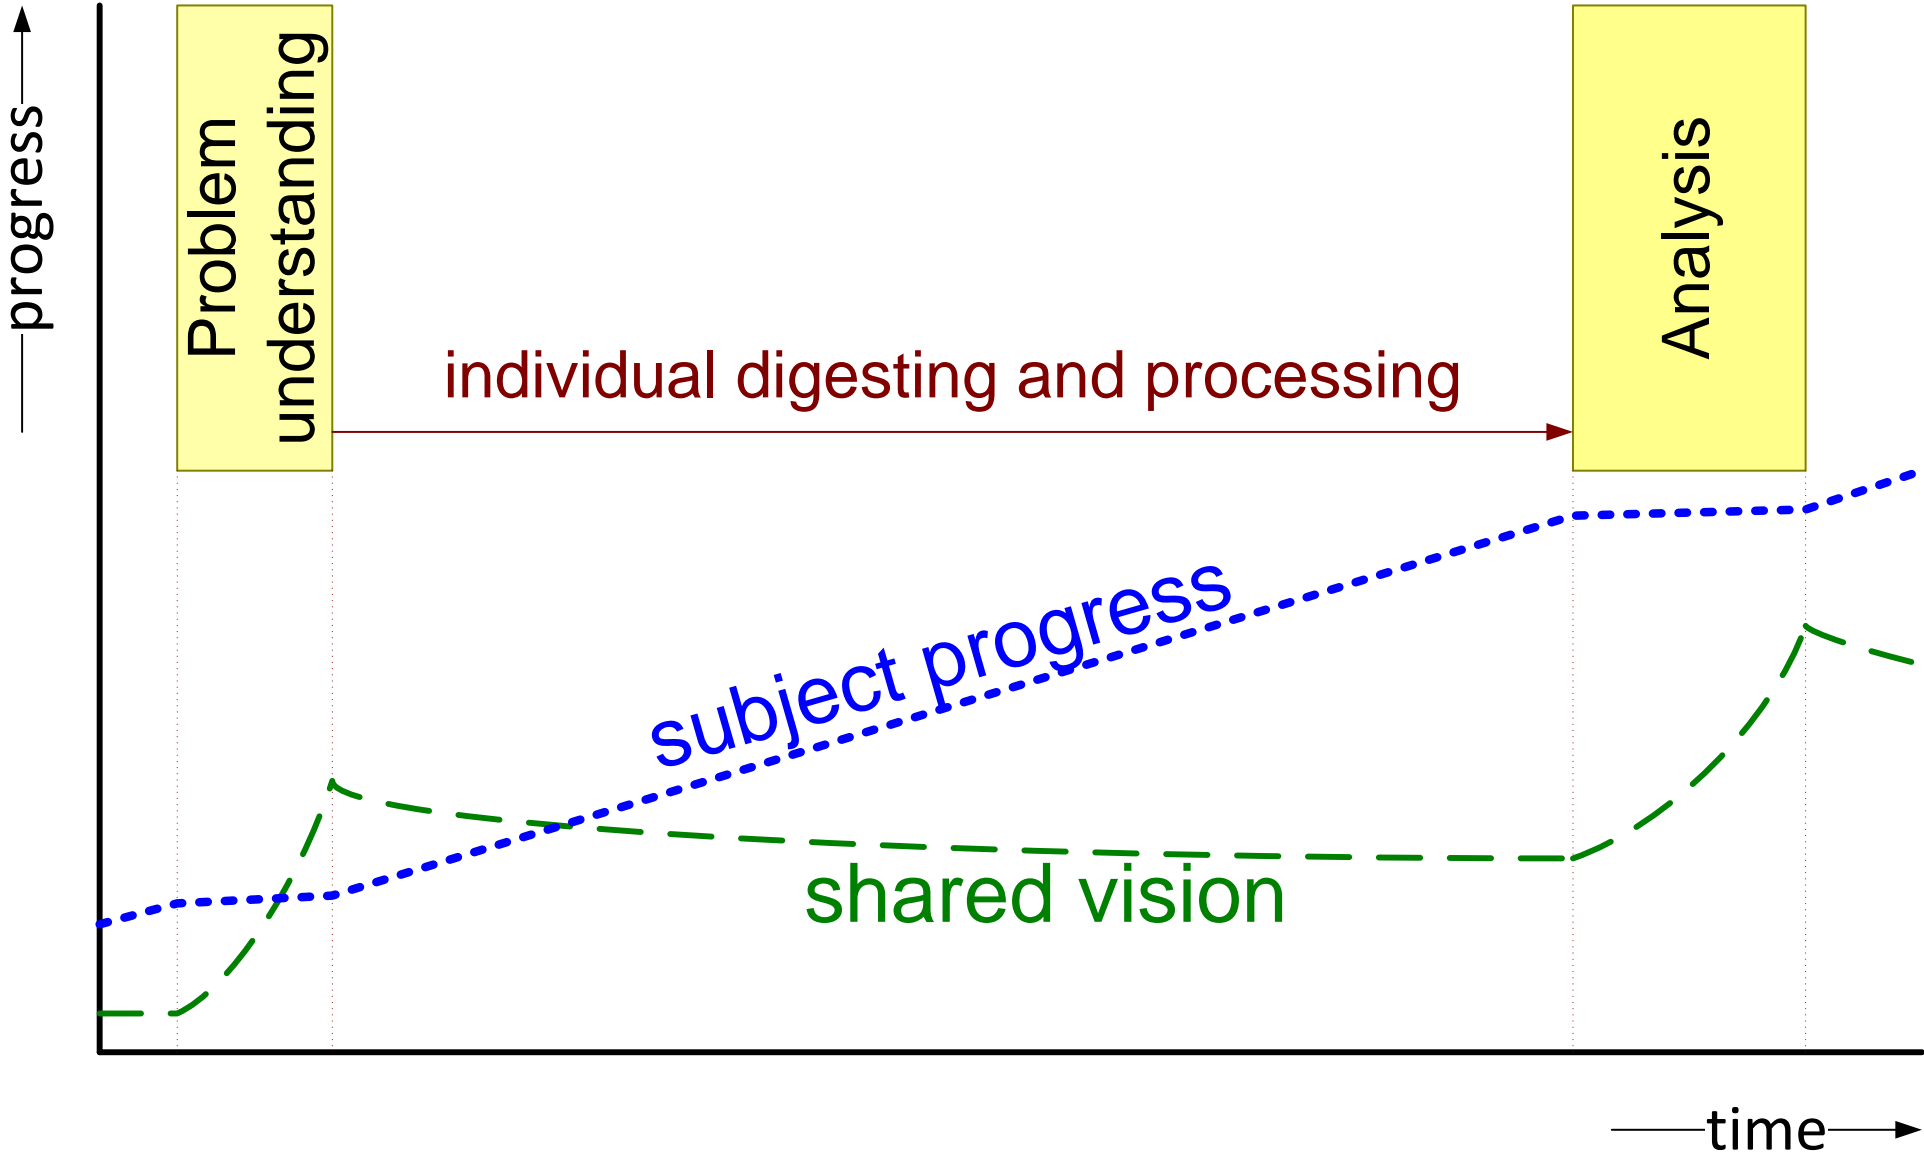 progress
Problem
understanding
Analysis
individual digesting and processing
subject progress
shared vision
time